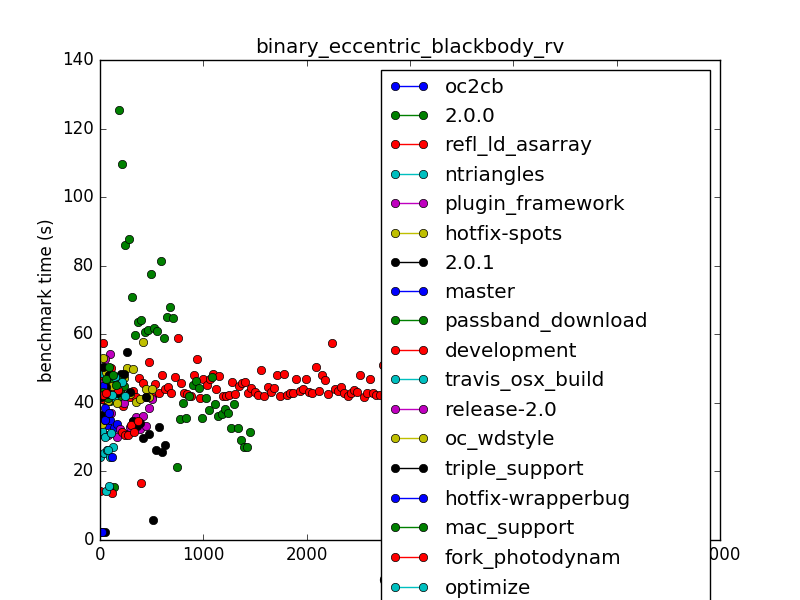 binary_eccentric_blackbody_rv
benchmark time (s)
140
120
100
80
60
40
20
0
0
1000
2000
000
oc2cb
2.0.0
refl_ld_asarray
ntriangles
plugin_framework
hotfix-spots
2.0.1
master
passband_download
development
travis_osx_build
release-2.0
oc_wdstyle
triple_support
hotfix-wrapperbug
mac_support
fork_photodynam
optimize